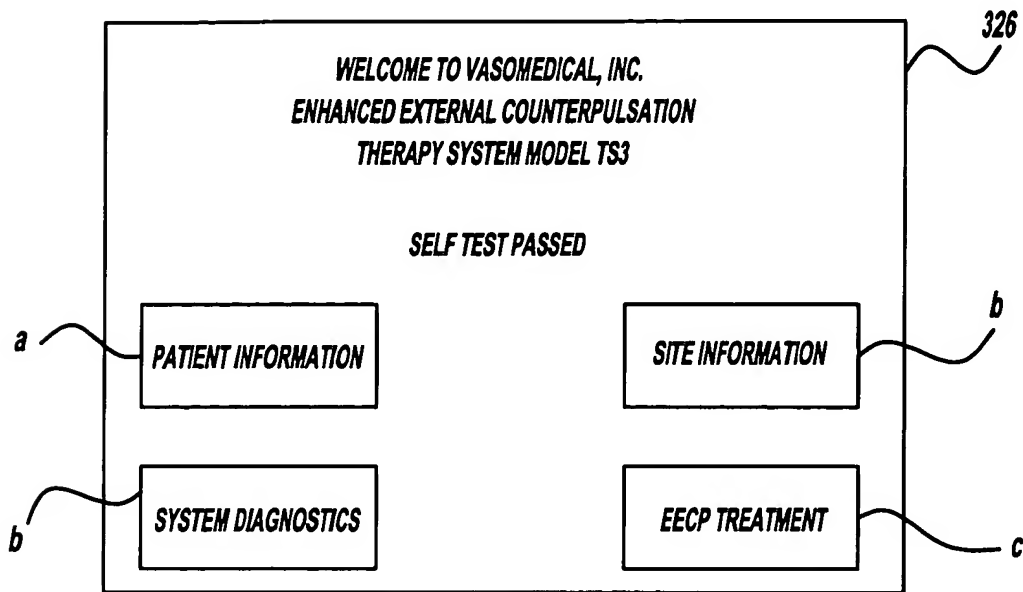 326
WELCOME TO VASOMEDICAL, INC.
ENHANCED EXTERNAL COUNTERPULSATION
THERAPY SYSTEM MODEL TS3
SELF TEST PASSED
a
PATIENT INFORMATION
SITE INFORMATION
b
b
SYSTEM DIAGNOSTICS
EECP TREATMENT
c